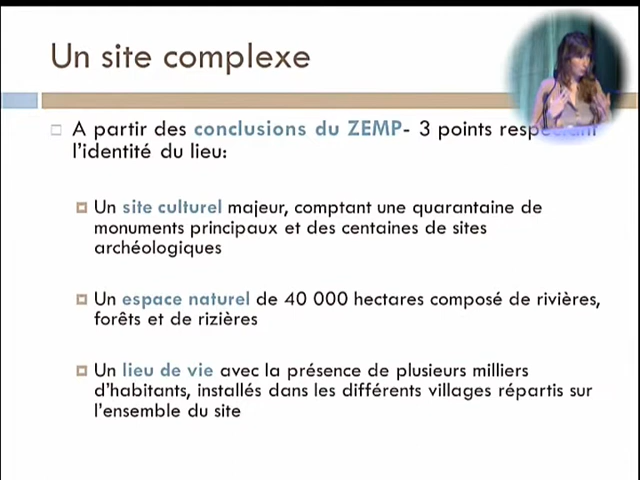 Un site complexe
A partir des conclusions du ZEMP- 3 points respectant
l'identité du lieu:
Un site culturel majeur, comptant une quarantaine de
monuments principaux et des centaines de sites
archéologiques
Un espace naturel de 40 000 hectares composé de rivières,
forêts et de rizières
Un lieu de vie avec la présence de plusieurs milliers
d'habitants, installés dans les différents villages répartis sur
l'ensemble du site